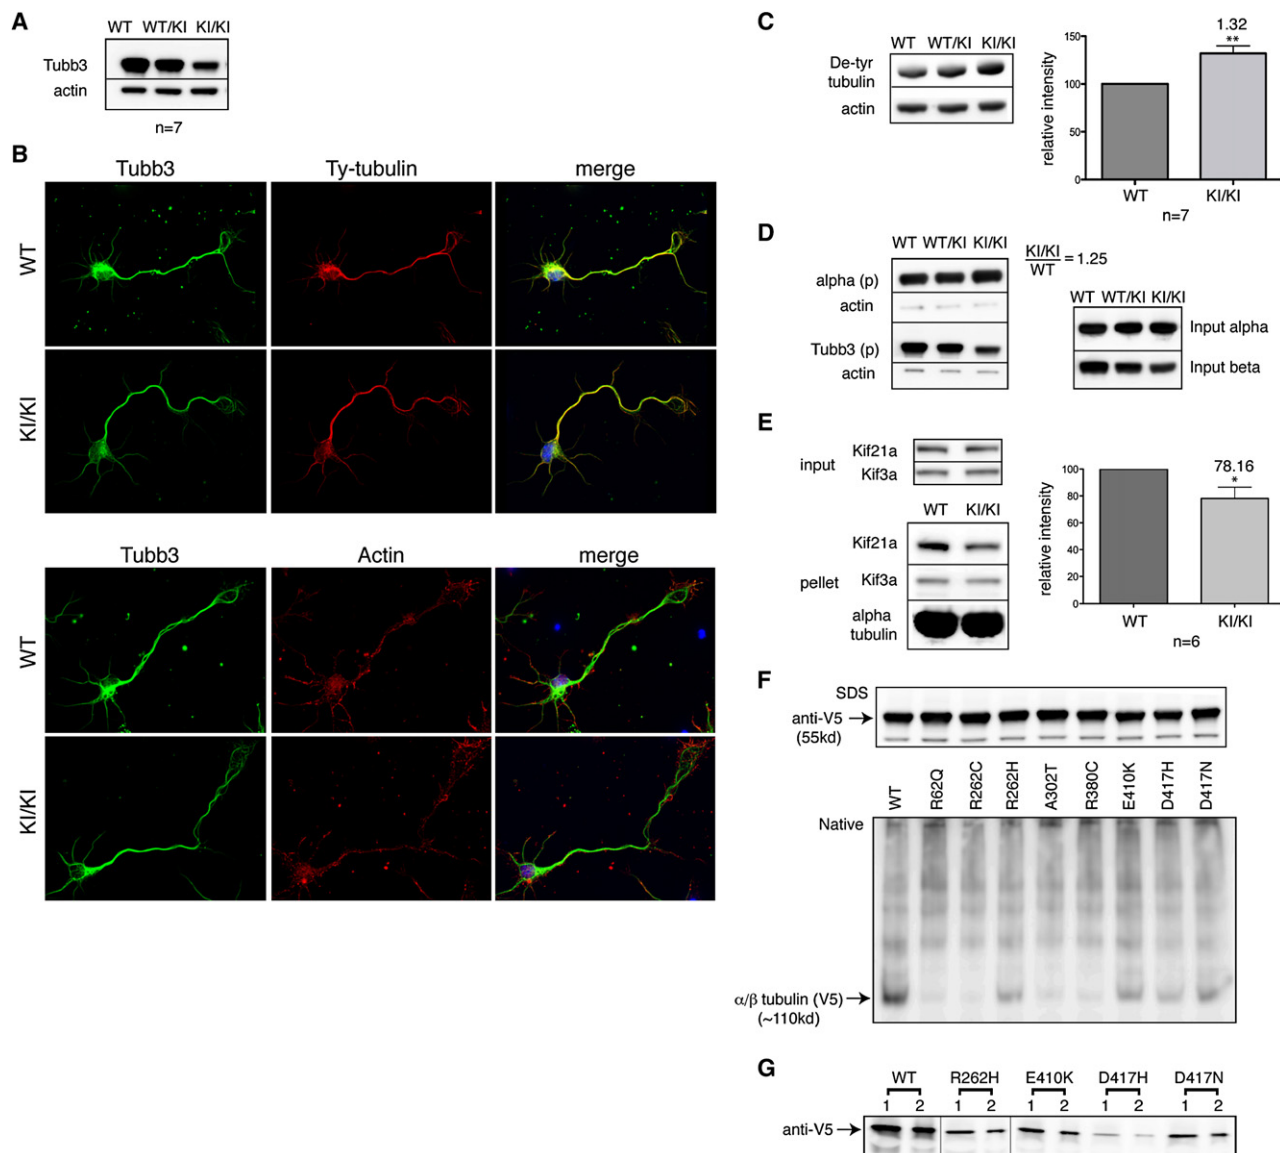 A
WT WT/KI KI/KI
Tubb3
actin
n=7
B
Tubb3 Ty-tubulin merge
WT
KI/KI
Tubb3 Actin merge
WT
KI/KI
C
WT WT/KI KI/KI
De-tyr
tubulin
actin
relative intensity
150
100
50
0
1.32
**
WT KI/KI
n=7
D
WT WT/KI KI/KI
alpha (p)
actin
Tubb3 (p)
actin
KI/KI
WT
=1.25
WT WT/KI KI/KI
Input alpha
Input beta
E
input
Kif21a
Kif3a
WT KI/KI
Kif21a
pellet Kif3a
alpha
tubulin
relative intensity
100
80
60
40
20
0
78.16
*
WT KI/KI
n=6
F
SDS
anti-V5
(55kd)
WT R62Q R262C R262H A302T R380C E410K D417H D417N
Native
α/β tubulin (V5)
(~110kd)
G
WT R262H E410K D417H D417N
1 2 1 2 1 2 1 2 1 2
anti-V5